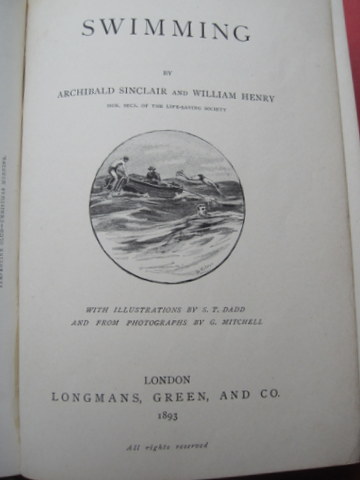 SWIMMING
BY
ARCHIBALD SINCLAIR AND WILLIAM HENRY
HON. SECS. OF THE LIFE-SAVING SOCIETY
WITH ILLUSTRATIONS BY S. T. DADD
AND FROM PHOTOGRAPHS BY G. MITCHELL
LONDON
LONGMANS, GREEN, AND CO.
1893
All rights reserved